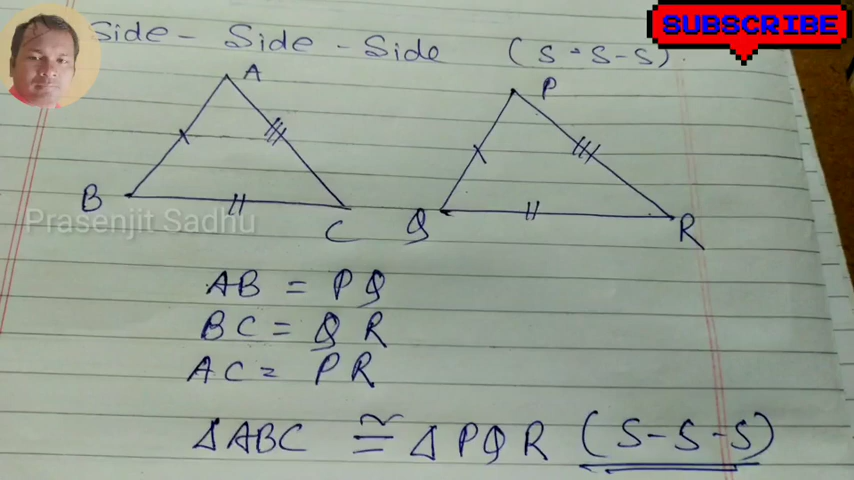 SUBSCRIBE
Side - Side - Side (S-S-S)
A
P
B
C
Q
R
Prasenjit Sadhu
AB = PQ
BC = QR
AC = PR
ΔABC ≅ ΔPQR (S-S-S)